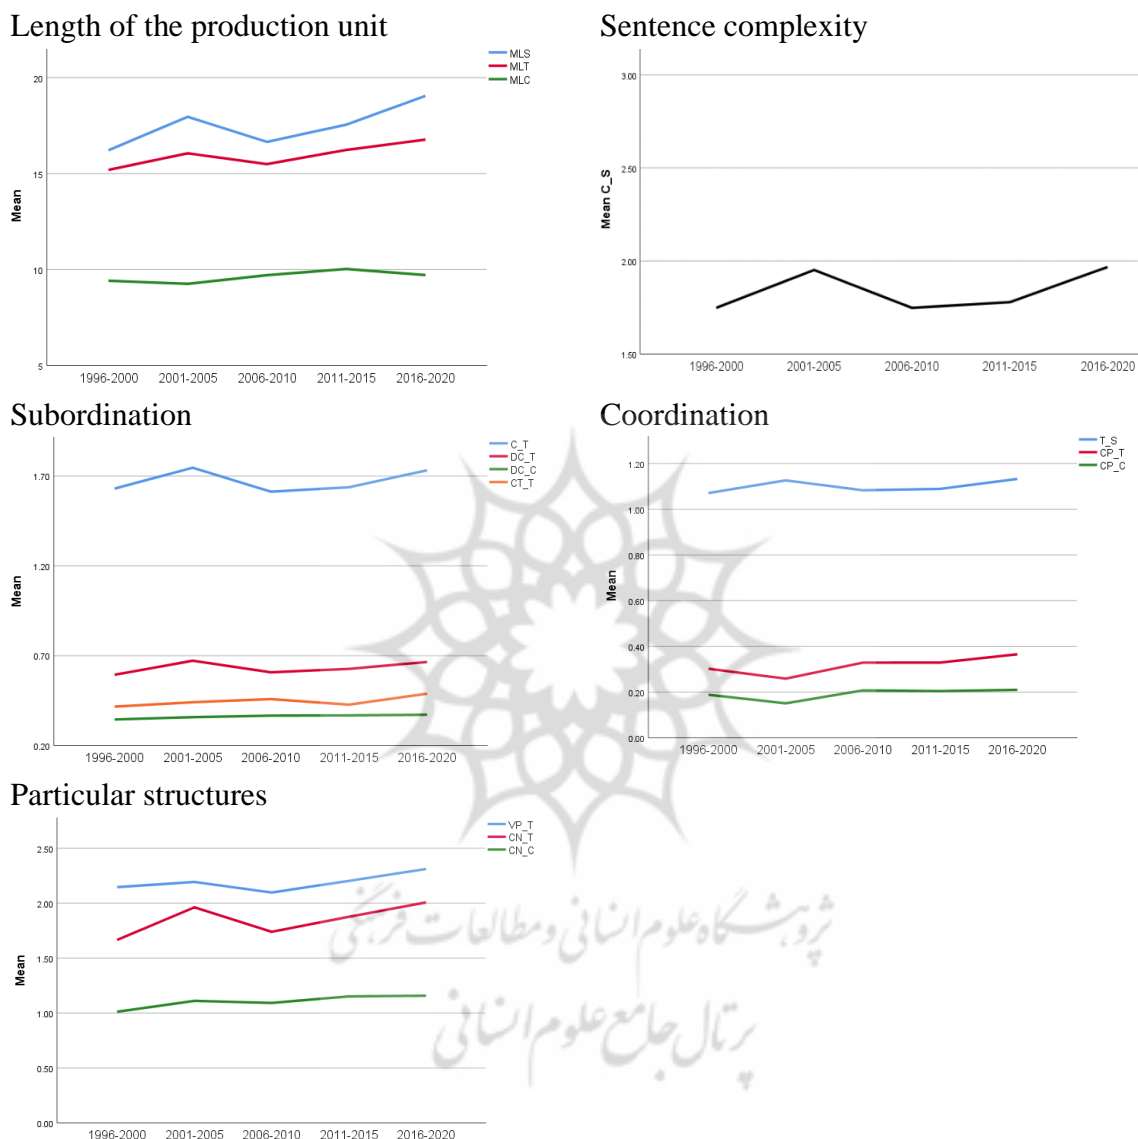 Length of the production unit
MLS
MLT
MLC
20
15
10
5
Mean
1996-2000 2001-2005 2006-2010 2011-2015 2016-2020
Sentence complexity
3.00
2.50
2.00
1.50
Mean C_S
1996-2000 2001-2005 2006-2010 2011-2015 2016-2020
Subordination
C_T
DC_T
DC_C
CT_T
1.70
1.20
0.70
0.20
Mean
1996-2000 2001-2005 2006-2010 2011-2015 2016-2020
Coordination
T_S
CP_T
CP_C
1.20
1.00
0.80
0.60
0.40
0.20
0.00
Mean
1996-2000 2001-2005 2006-2010 2011-2015 2016-2020
Particular structures
VP_T
CN_T
CN_C
2.50
2.00
1.50
1.00
0.50
0.00
Mean
1996-2000 2001-2005 2006-2010 2011-2015 2016-2020
پژوهشگاه علوم انسانی و مطالعات فرهنگی
پرتال جامع علوم انسانی